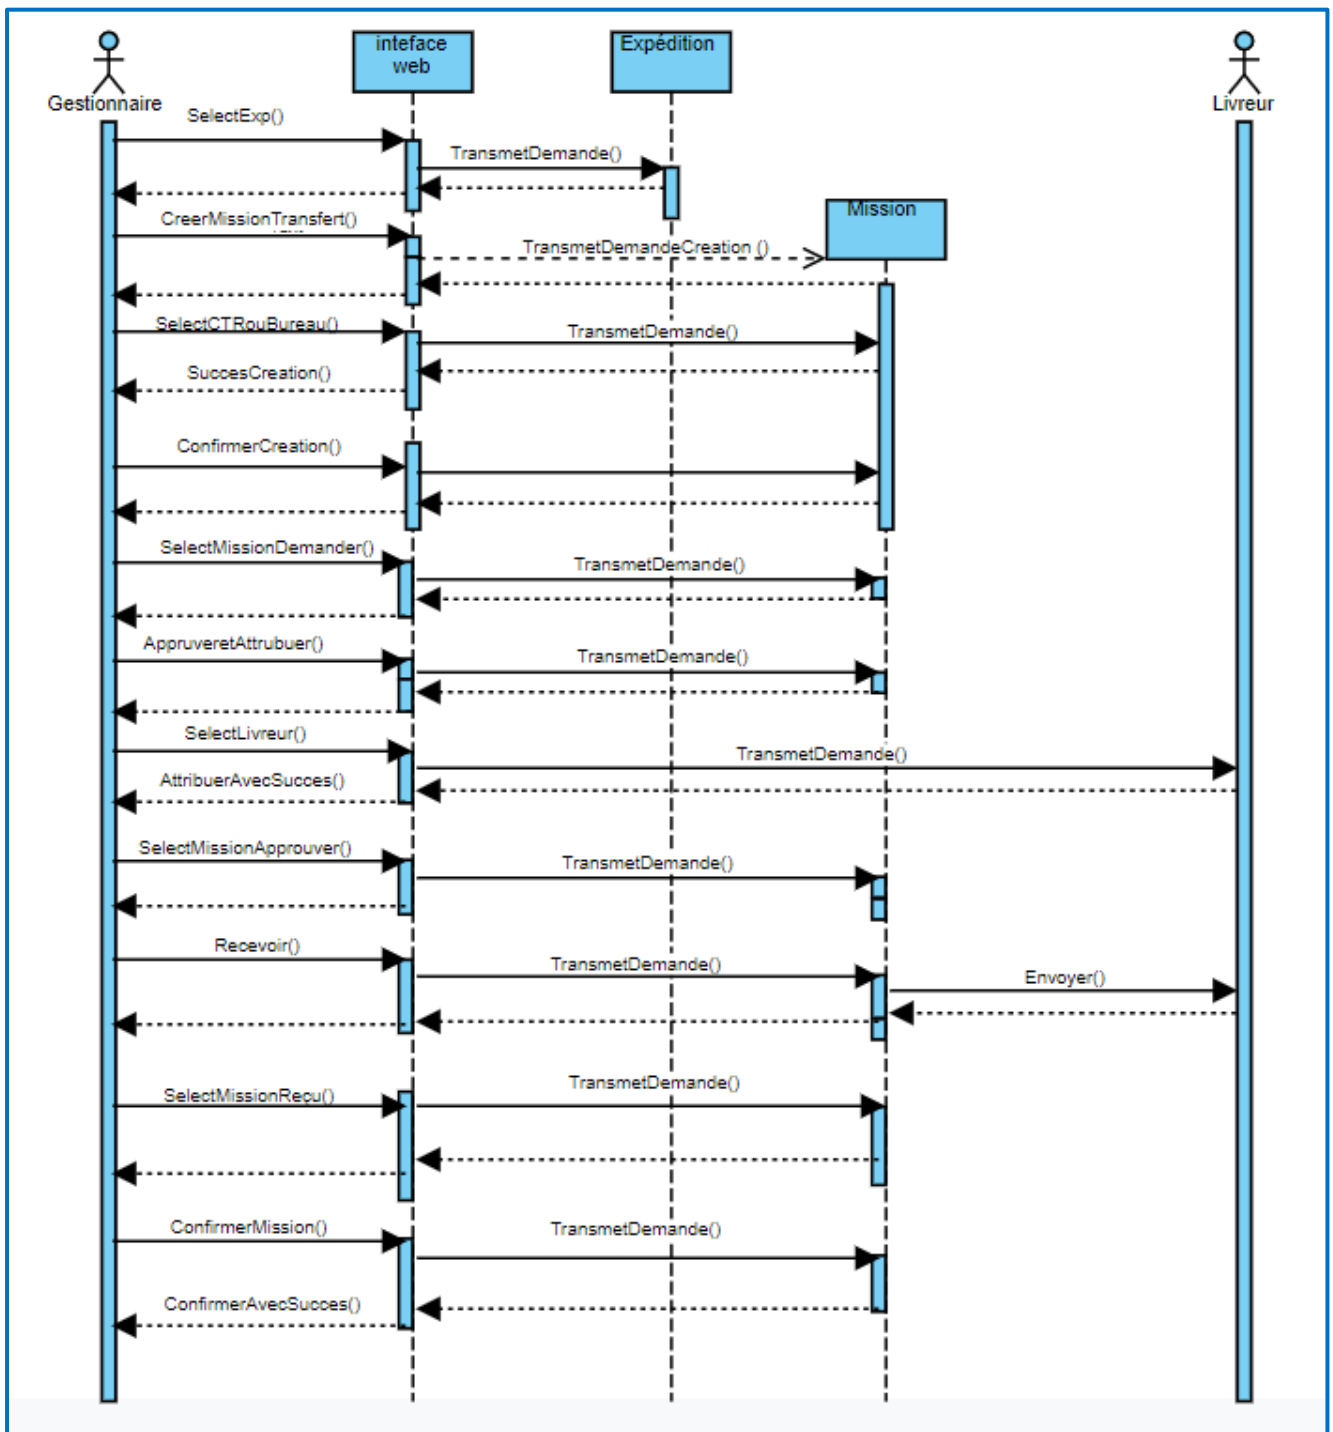 Gestionnaire
inteface
web
Expédition
Livreur
SelectExp()
TransmetDemande()
Mission
CreerMissionTransfert()
TransmetDemandeCreation ()
SelectCTRouBureau()
TransmetDemande()
SuccesCreation()
ConfirmerCreation()
SelectMissionDemander()
TransmetDemande()
AppruveretAttrubuer()
TransmetDemande()
SelectLivreur()
TransmetDemande()
AttribuerAvecSucces()
SelectMissionApprouver()
TransmetDemande()
Recevoir()
TransmetDemande()
Envoyer()
SelectMissionReçu()
TransmetDemande()
ConfirmerMission()
TransmetDemande()
ConfirmerAvecSucces()